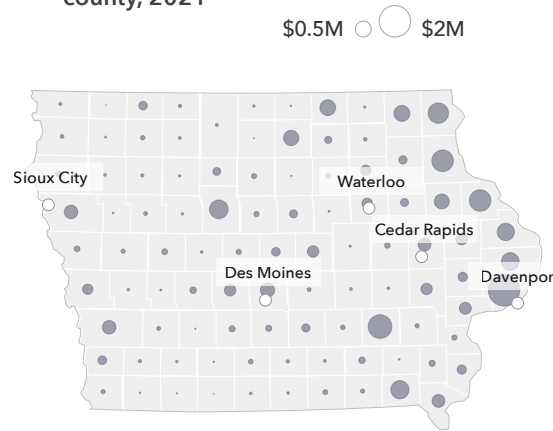 county, 2021
$0.5M $2M
Sioux City
Waterloo
Cedar Rapids
Des Moines
Davenpor